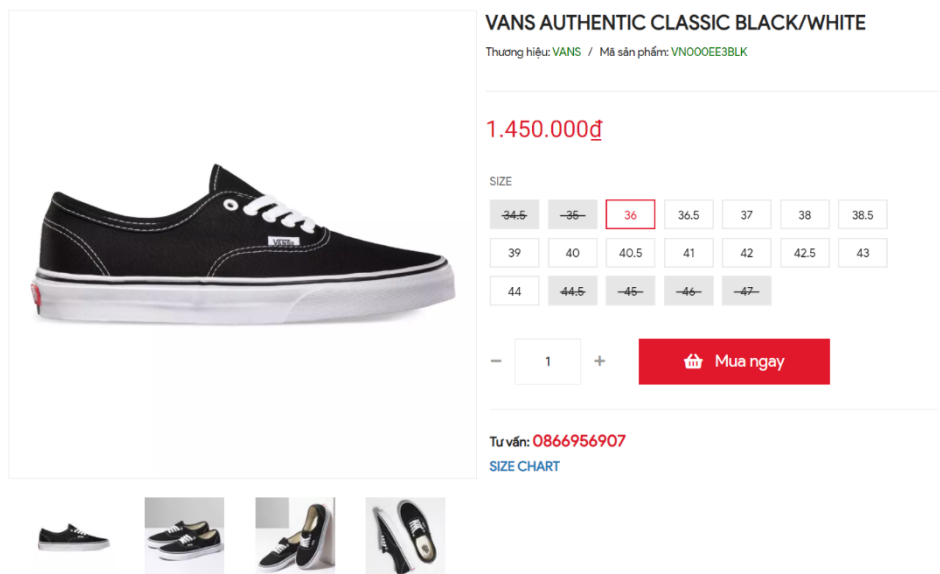 VANS AUTHENTIC CLASSIC BLACK/WHITE
Thương hiệu: VANS / Mã sản phẩm: VN000EE3BLK
1.450.000₫
SIZE
34.5 35 36 36.5 37 38 38.5
39 40 40.5 41 42 42.5 43
44 44.5 45 46 47
− 1 + Mua ngay
Tư vấn: 0866956907
SIZE CHART
VANS